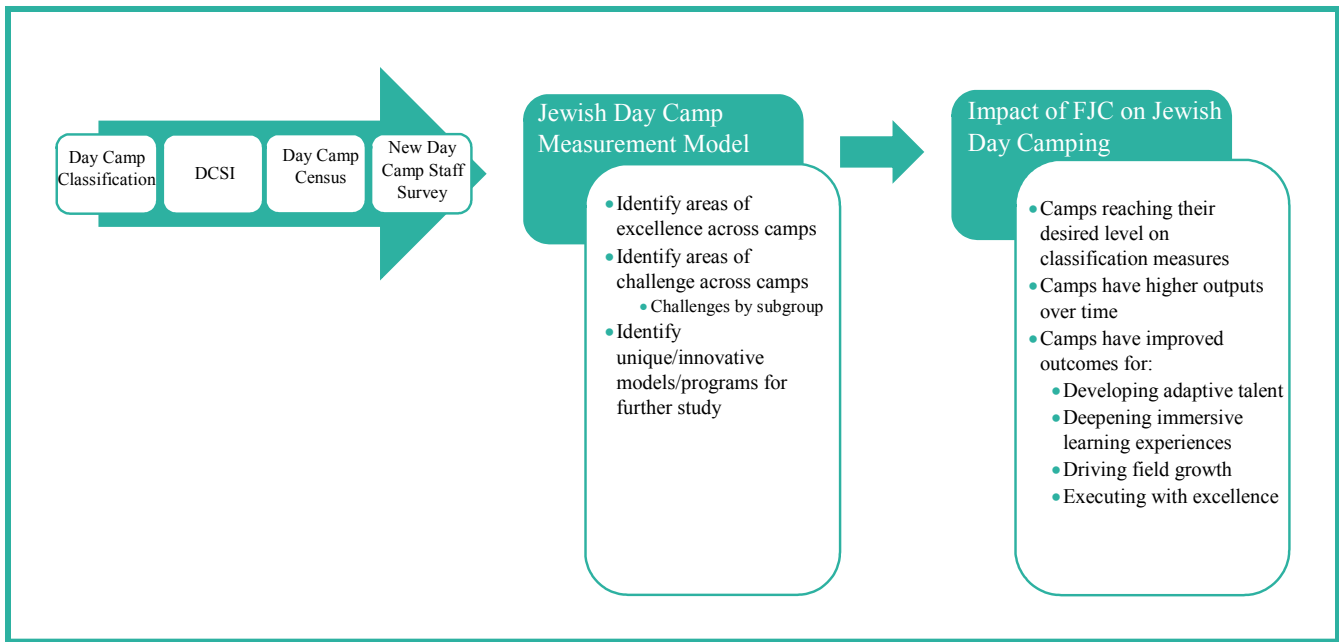 Day Camp
Classification
DCSI
Day Camp
Census
New Day
Camp Staff
Survey
Jewish Day Camp
Measurement Model
•Identify areas of
excellence across camps
•Identify areas of
challenge across camps
•Challenges by subgroup
•Identify
unique/innovative
models/programs for
further study
Impact of FJC on Jewish
Day Camping
•Camps reaching their
desired level on
classification measures
•Camps have higher outputs
over time
•Camps have improved
outcomes for:
•Developing adaptive talent
•Deepening immersive
learning experiences
•Driving field growth
•Executing with excellence